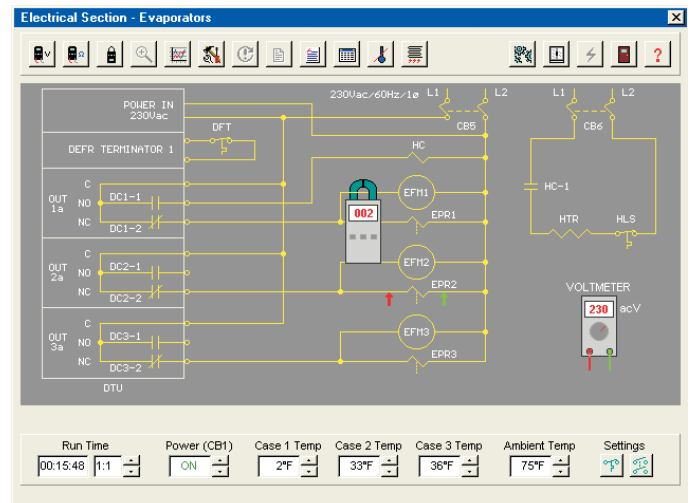 Electrical Section - Evaporators
V
Ω
?
230Vac/60Hz/1ø L1 L2 L1 L2
POWER IN
230Vac
DFT
CB5
CB6
DEFR TERMINATOR 1
HC
C
OUT
1a
NO
DC1-1
NC
DC1-2
EFM1
EPR1
002
HC-1
HTR
HLS
C
OUT
2a
NO
DC2-1
NC
DC2-2
EFM2
EPR2
VOLTMETER
230 acV
C
OUT
3a
NO
DC3-1
NC
DC3-2
EFM3
EPR3
DTU
Run Time Power (CB1) Case 1 Temp Case 2 Temp Case 3 Temp Ambient Temp Settings
00:15:48 1:1 ON 2°F 33°F 36°F 75°F